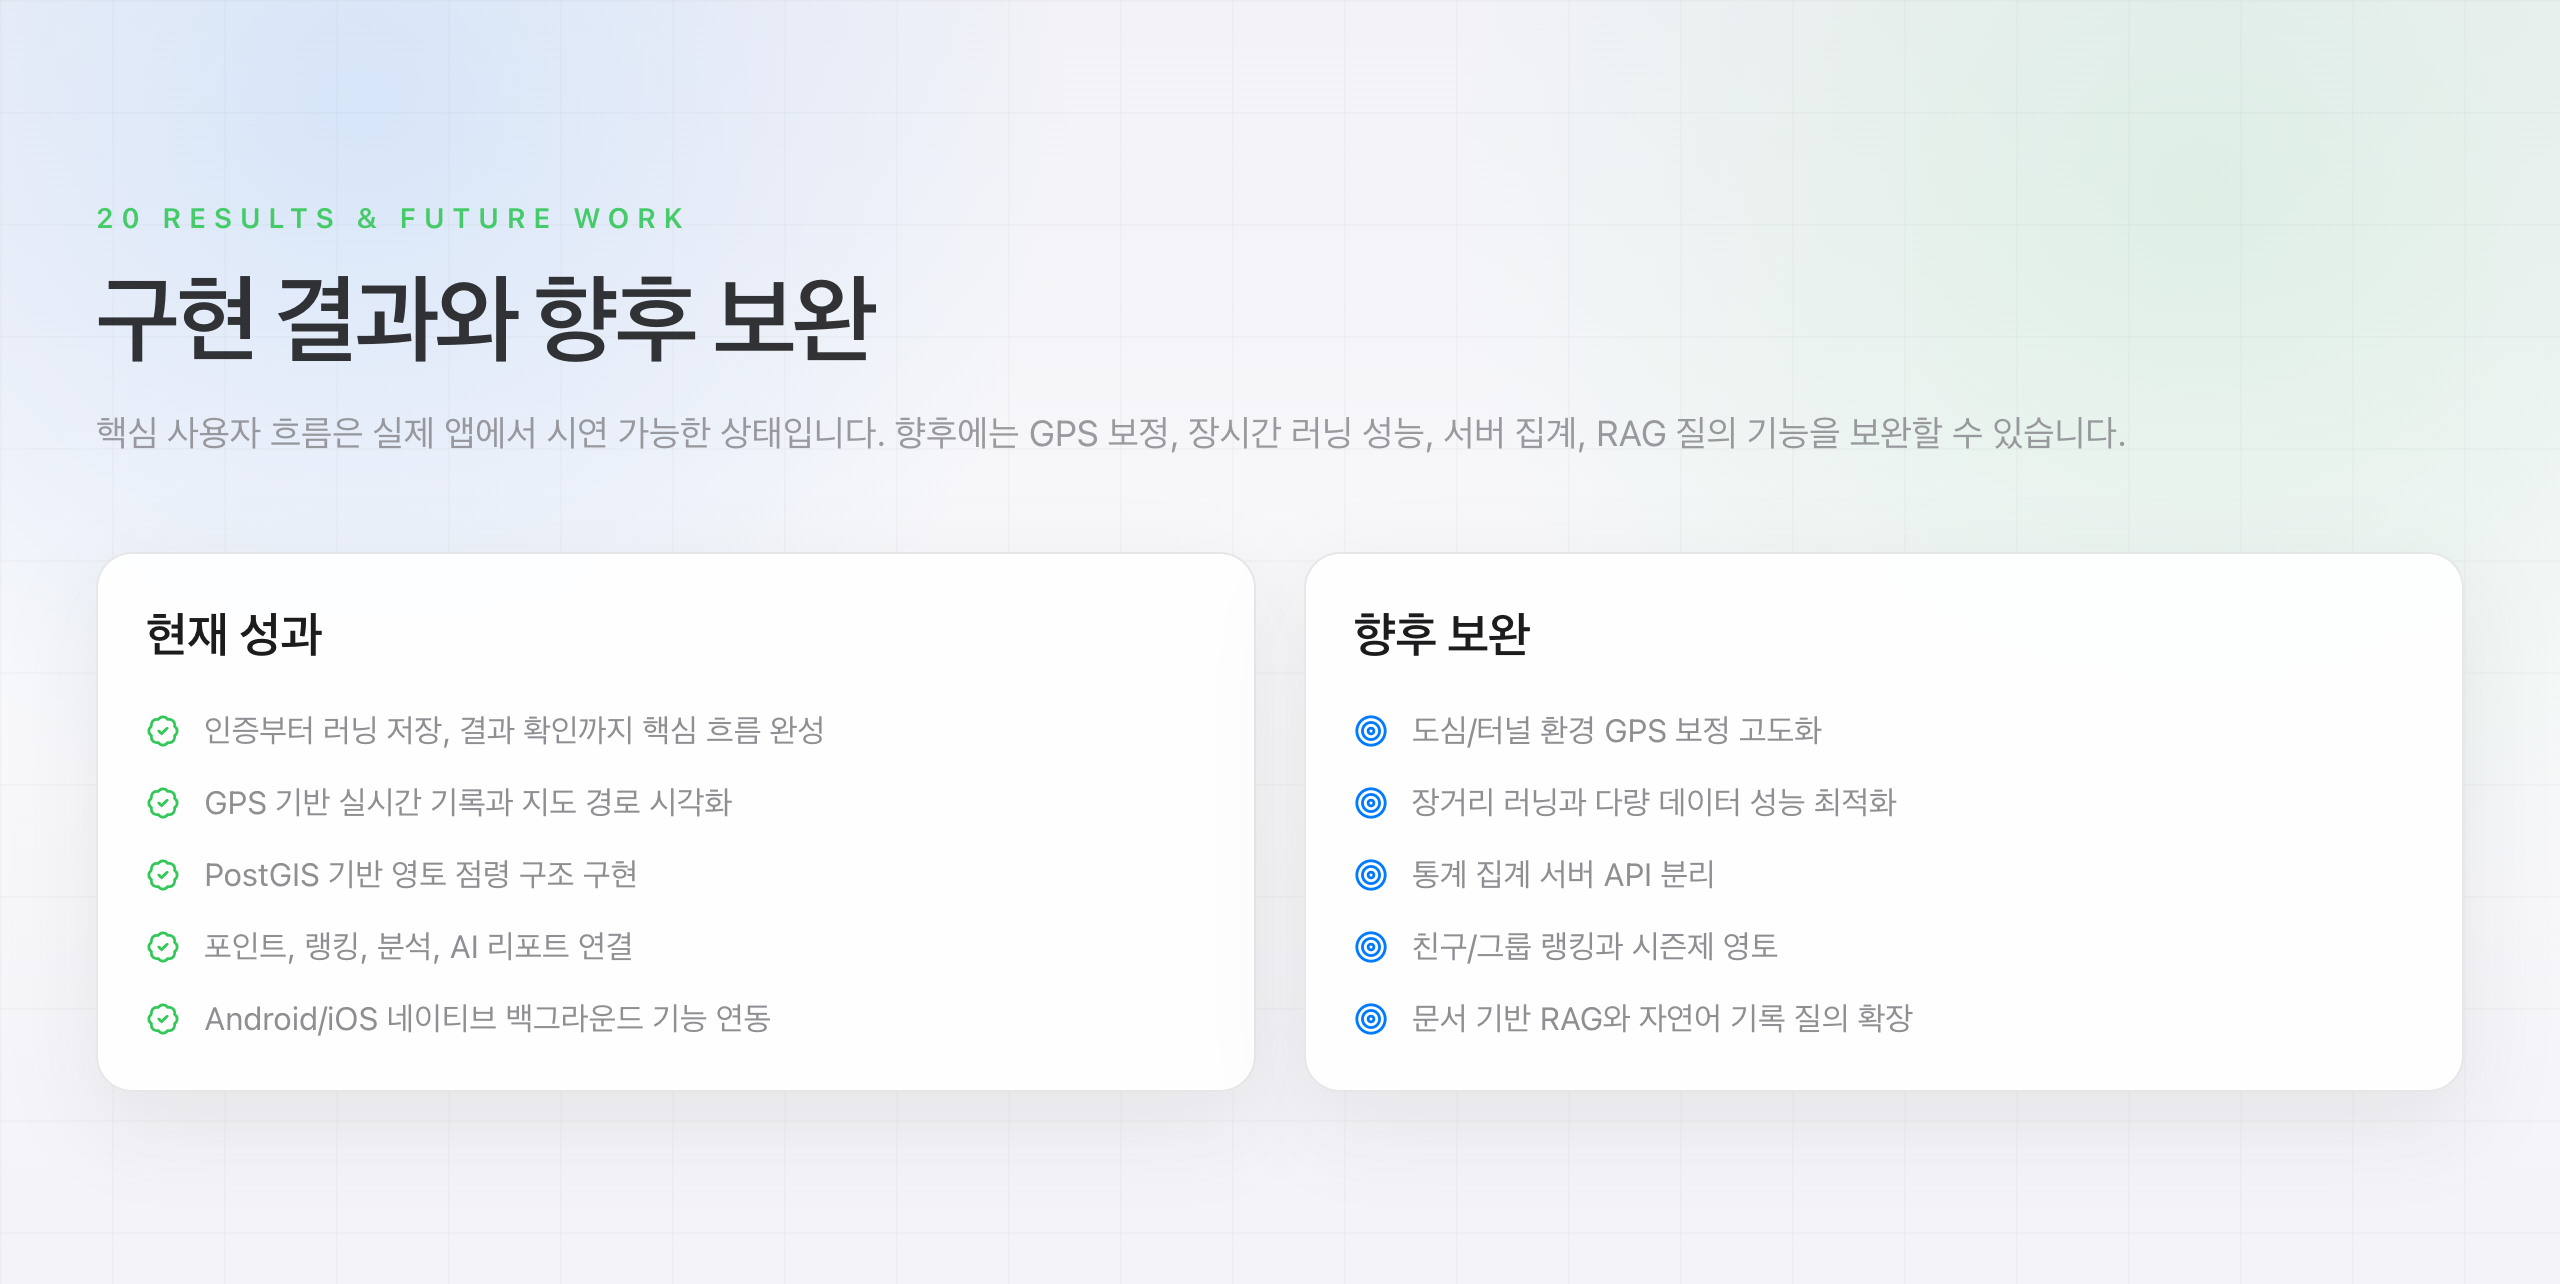 20 RESULTS & FUTURE WORK
구현 결과와 향후 보완
핵심 사용자 흐름은 실제 앱에서 시연 가능한 상태입니다. 향후에는 GPS 보정, 장시간 러닝 성능, 서버 집계, RAG 질의 기능을 보완할 수 있습니다.
현재 성과
인증부터 러닝 저장, 결과 확인까지 핵심 흐름 완성
GPS 기반 실시간 기록과 지도 경로 시각화
PostGIS 기반 영토 점령 구조 구현
포인트, 랭킹, 분석, AI 리포트 연결
Android/iOS 네이티브 백그라운드 기능 연동
향후 보완
도심/터널 환경 GPS 보정 고도화
장거리 러닝과 다량 데이터 성능 최적화
통계 집계 서버 API 분리
친구/그룹 랭킹과 시즌제 영토
문서 기반 RAG와 자연어 기록 질의 확장